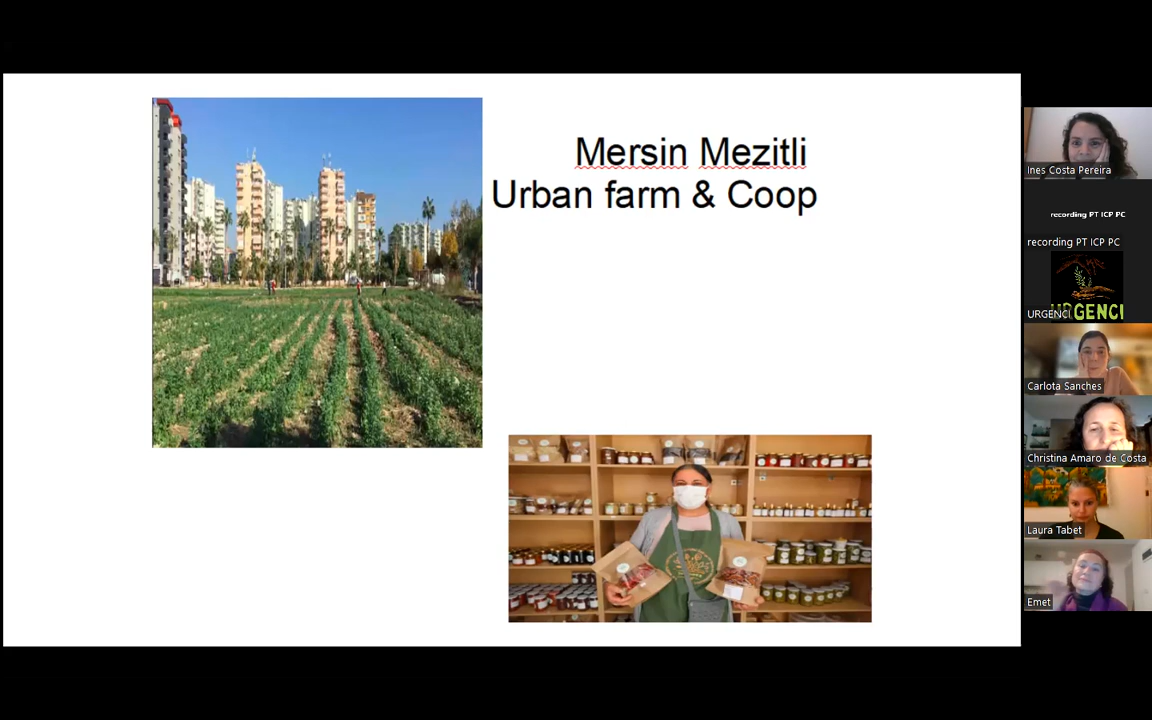 Mersin Mezitli
Urban farm & Coop
Ines Costa Pereira
recording PT ICP PC
recording PT ICP PC
URGENCI
URGENCI
Carlota Sanches
Christina Amaro de Costa
Laura Tabet
Emet